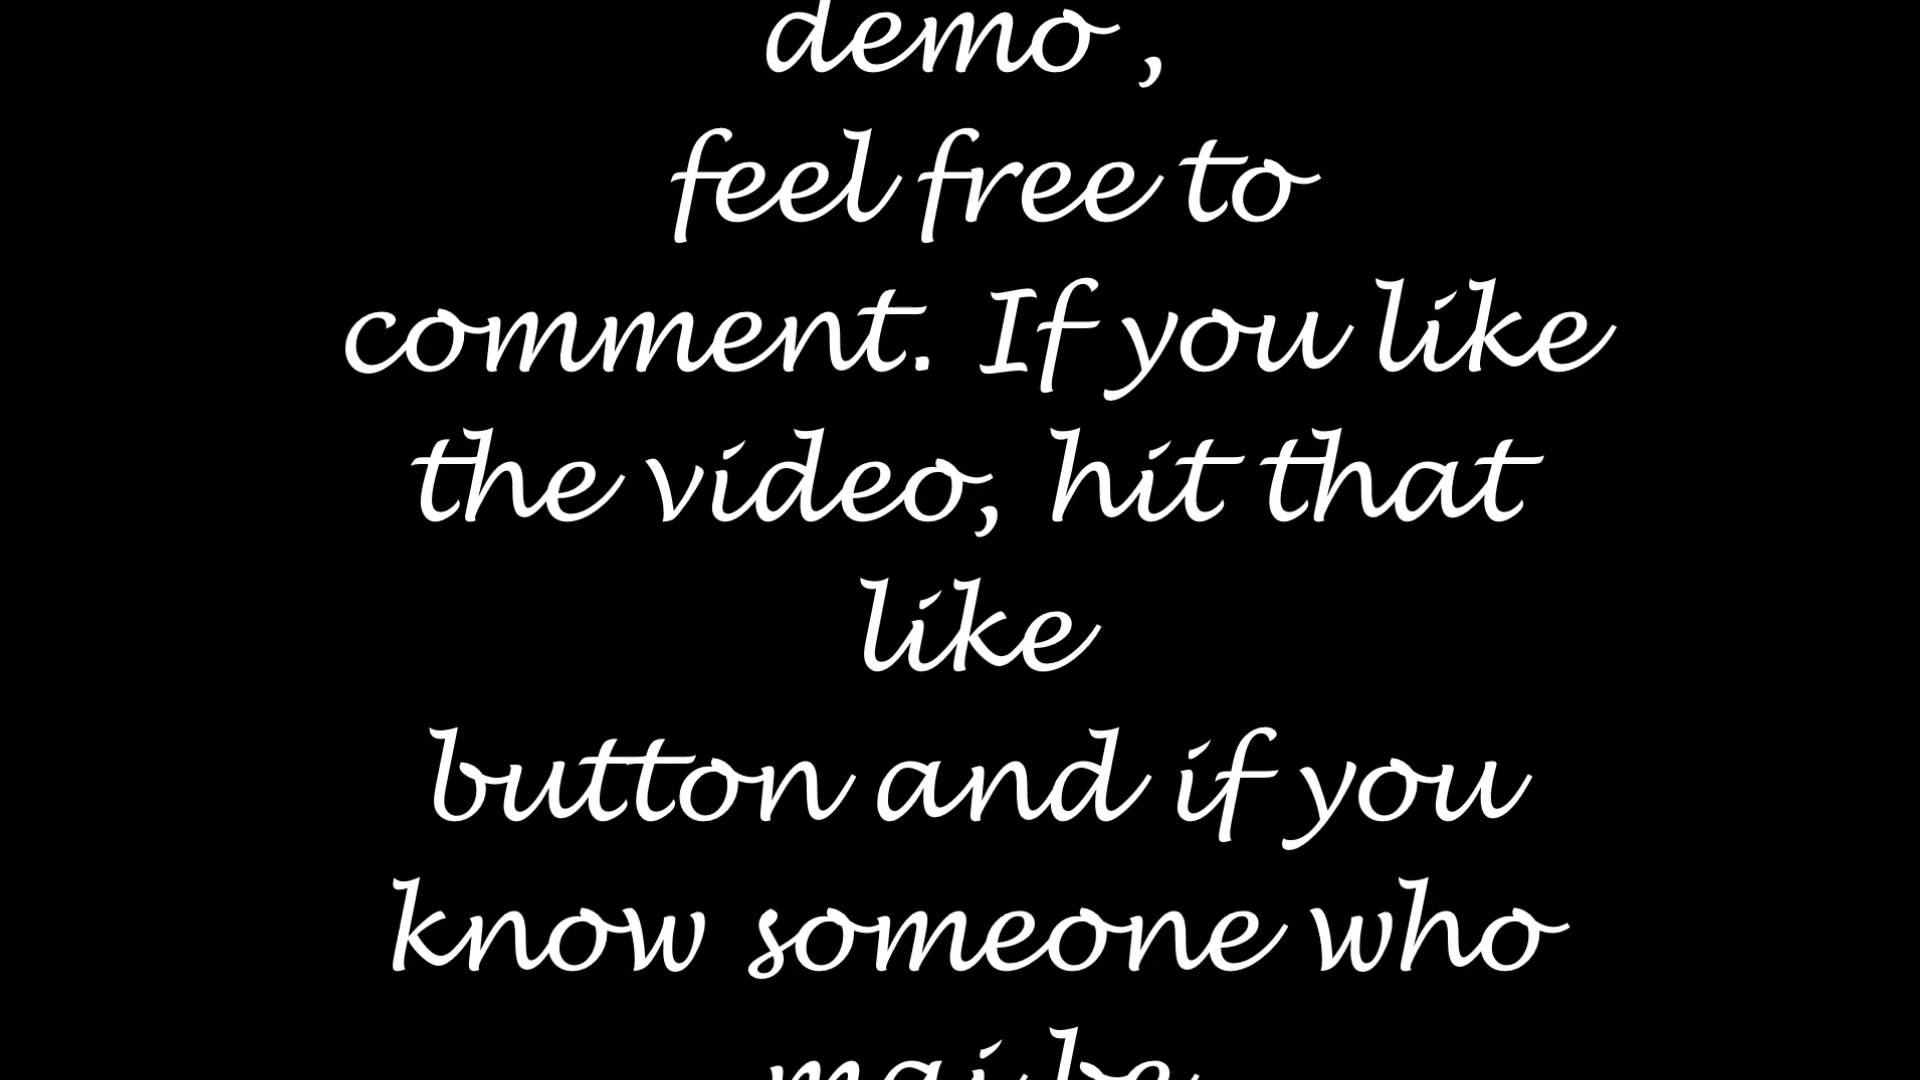 demo ,
feel free to
comment. If you like
the video, hit that
like
button and if you
know someone who